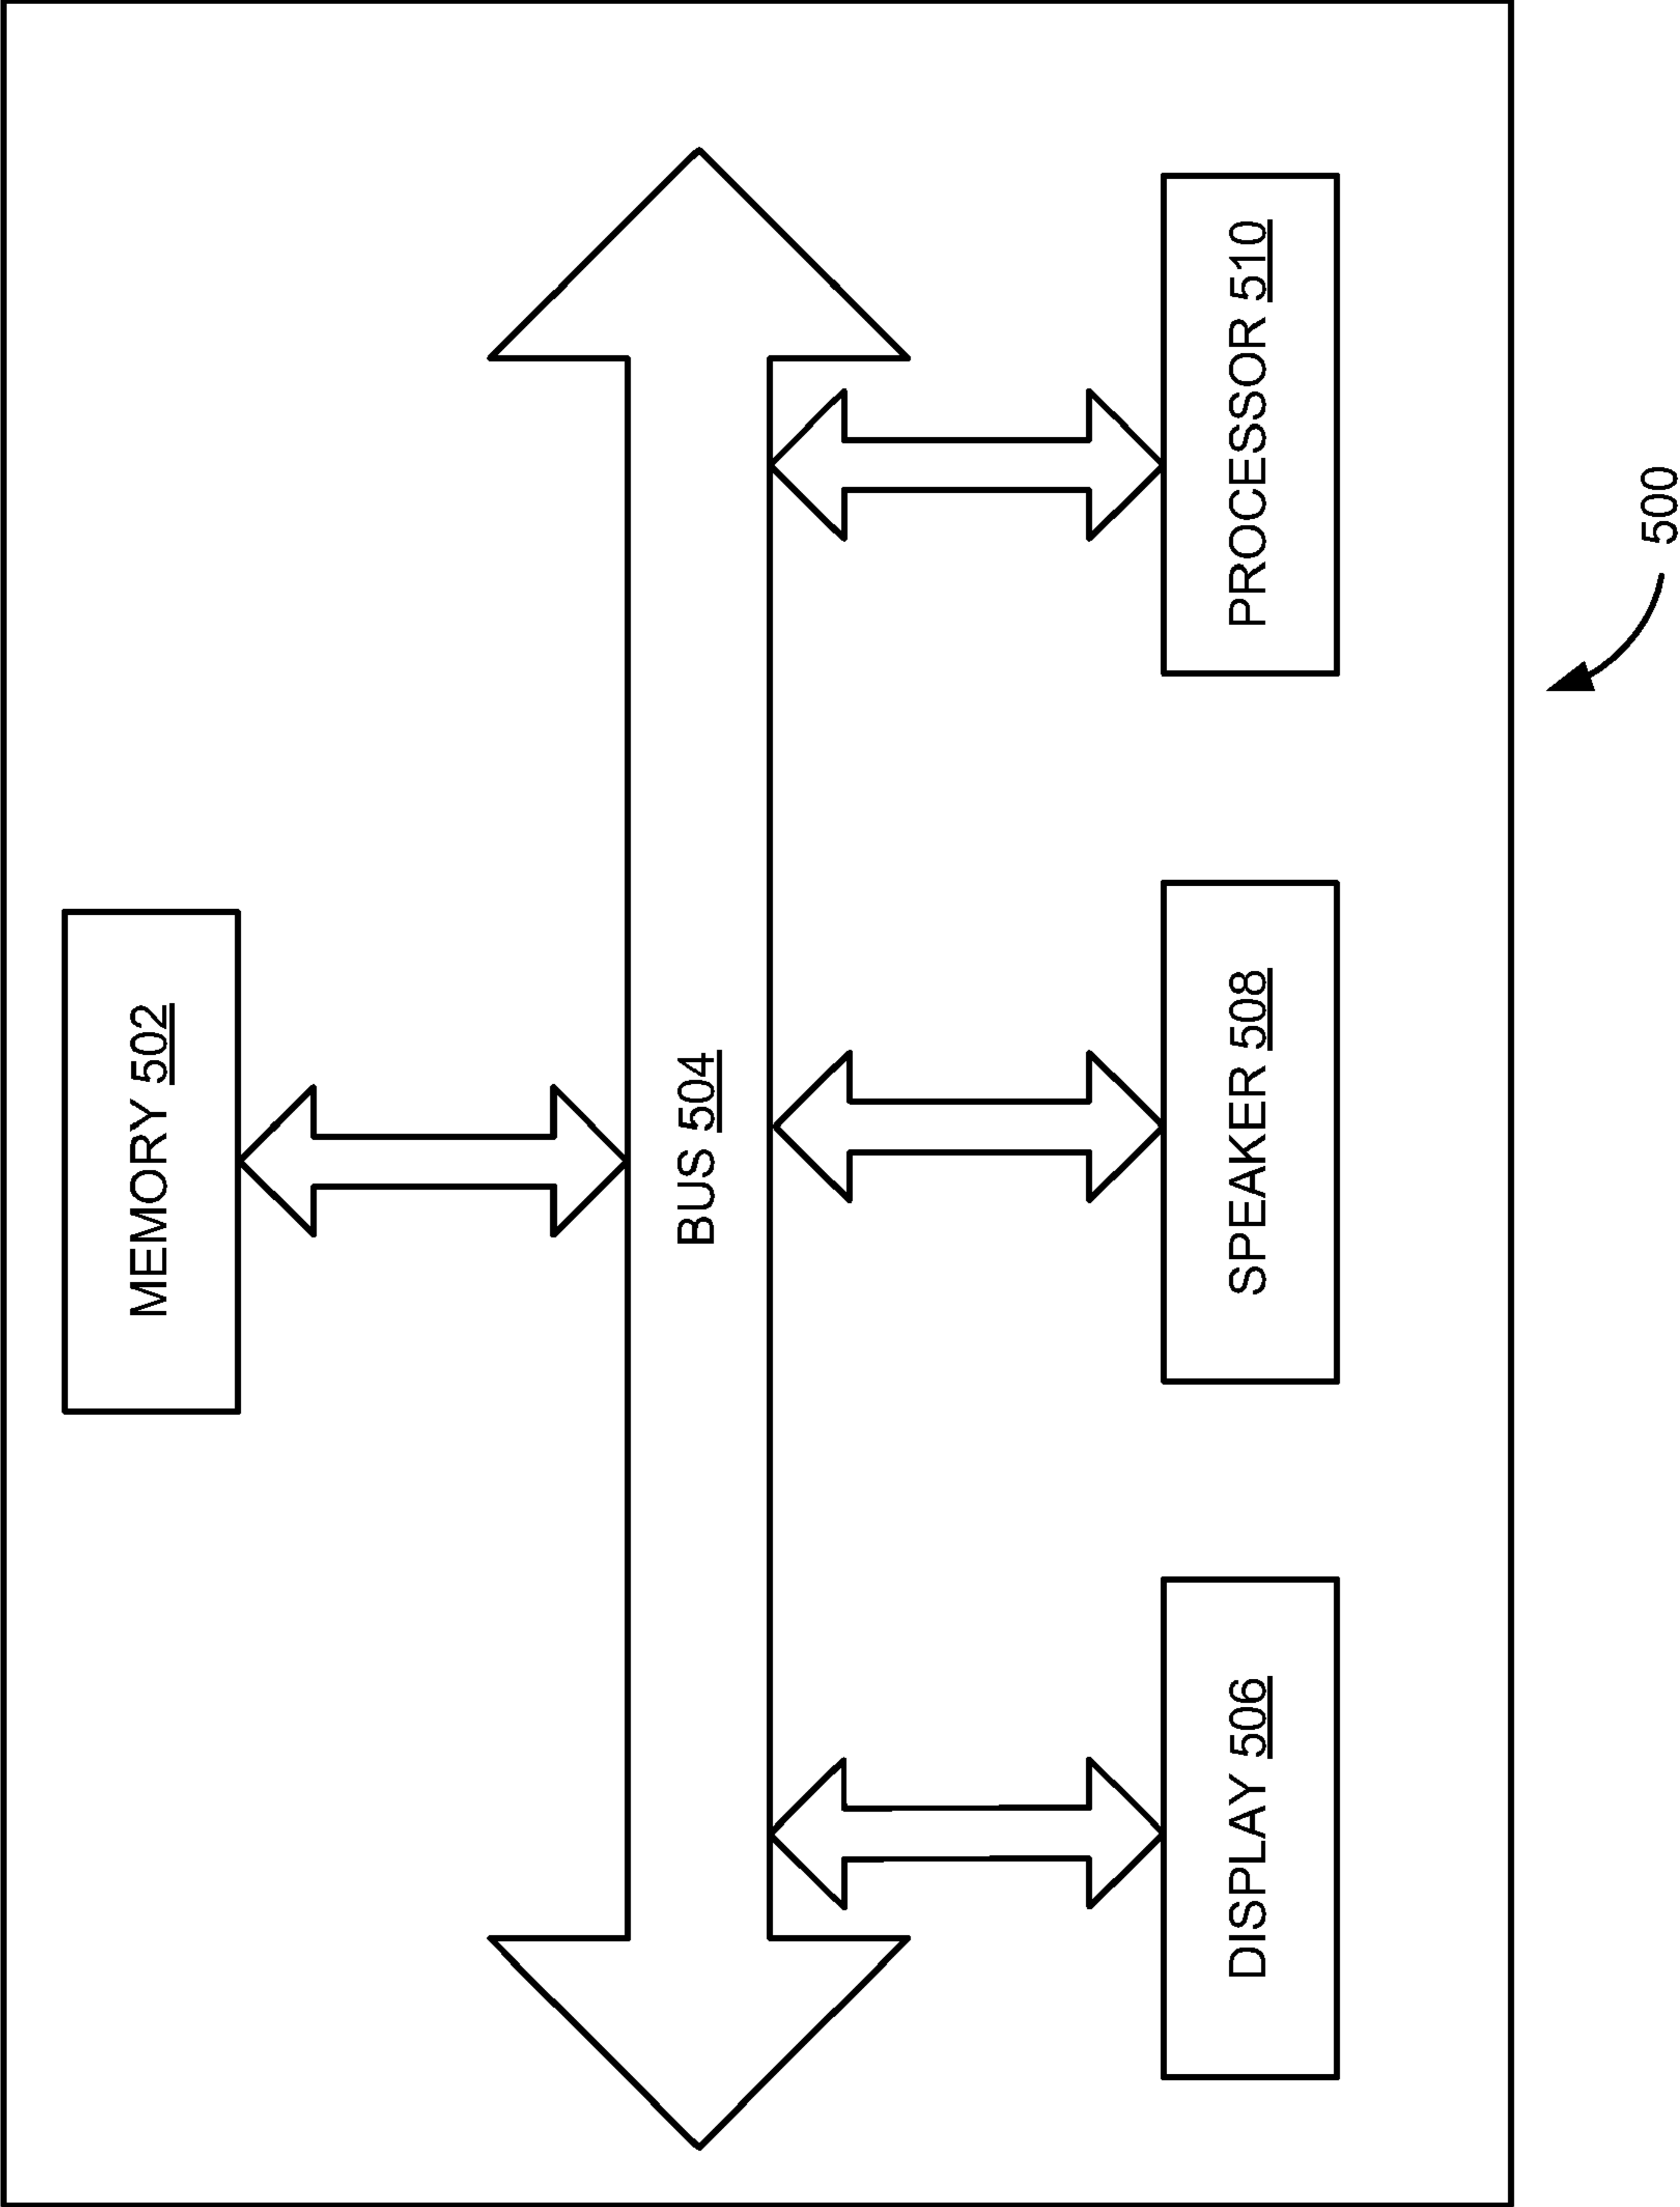 MEMORY 502
BUS 504
DISPLAY 506
SPEAKER 508
PROCESSOR 510
500